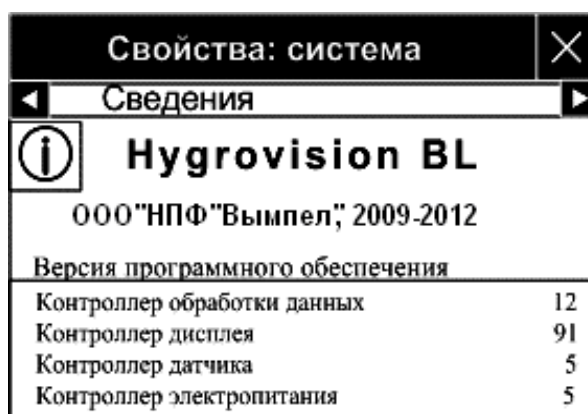 Свойства: система
Сведения
Hygrovision BL
ООО"НПФ"Вымпел", 2009-2012
Версия программного обеспечения
Контроллер обработки данных 12
Контроллер дисплея 91
Контроллер датчика 5
Контроллер электропитания 5